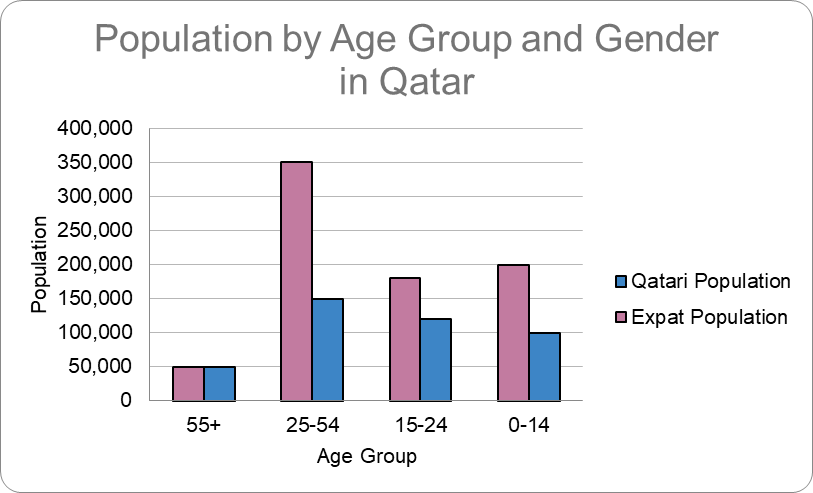 Population by Age Group and Gender
in Qatar
400,000
350,000
300,000
250,000
200,000
150,000
100,000
50,000
0
Population
55+ 25-54 15-24 0-14
Age Group
Qatari Population
Expat Population